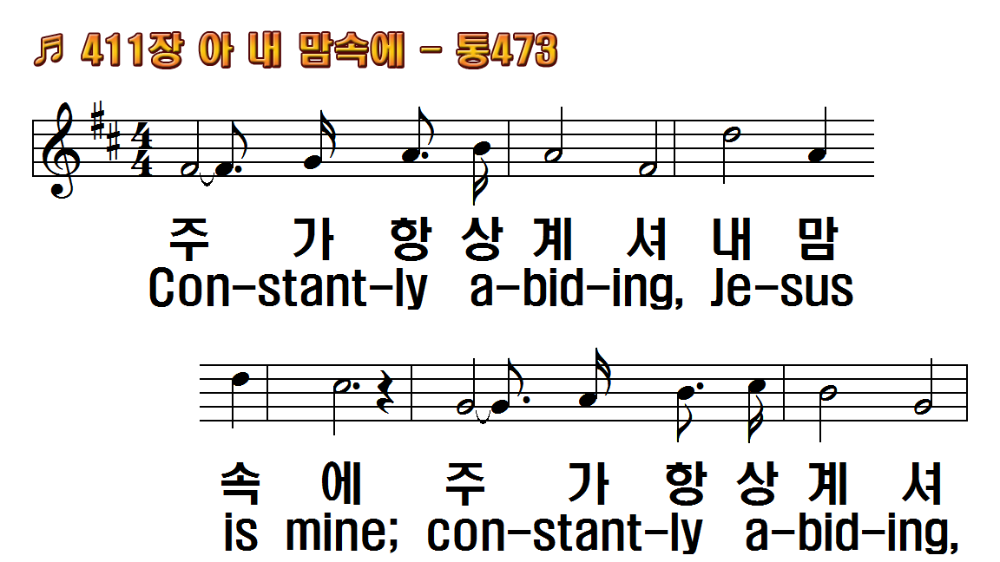 411장 아 내 맘속에 - 통473
주 가 항 상 계 셔 내 맘
Con-stant-ly a-bid-ing, Je-sus
속 에 주 가 항 상 계 셔
is mine; con-stant-ly a-bid-ing,